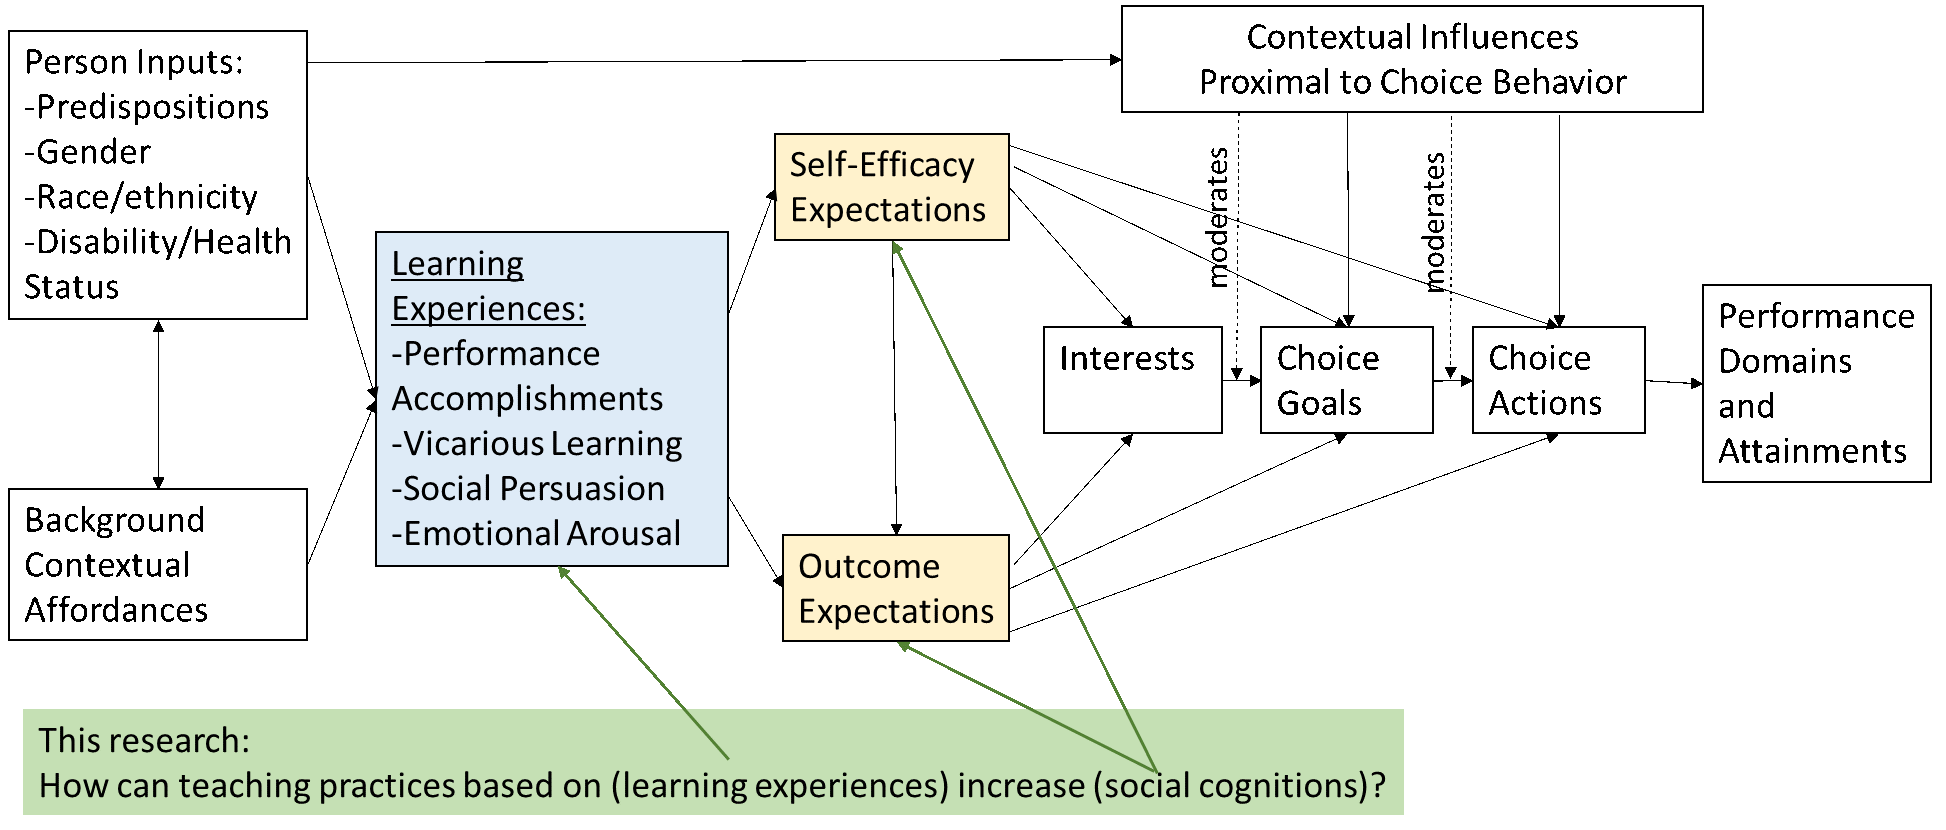 Person Inputs:
-Predispositions
-Gender
-Race/ethnicity
-Disability/Health
Status
Background
Contextual
Affordances
Learning
Experiences:
-Performance
Accomplishments
-Vicarious Learning
-Social Persuasion
-Emotional Arousal
Self-Efficacy
Expectations
Outcome
Expectations
Contextual Influences
Proximal to Choice Behavior
moderates
moderates
Interests
Choice
Goals
Choice
Actions
Performance
Domains
and
Attainments
This research:
How can teaching practices based on (learning experiences) increase (social cognitions)?